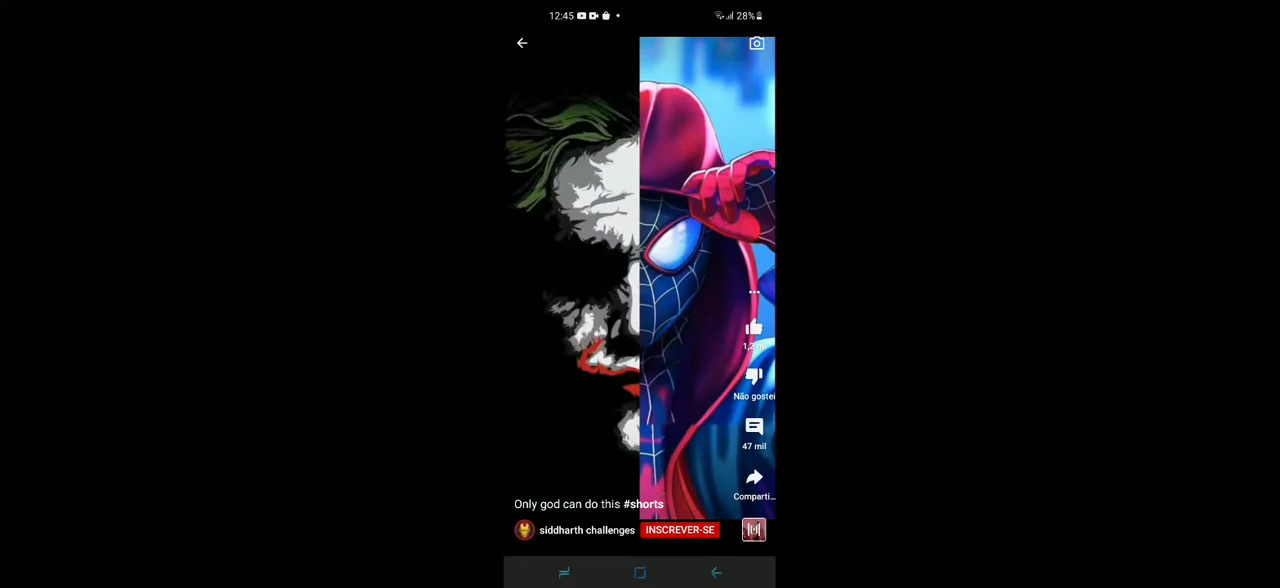 12:45
28%
1,2 mi
Não gostei
47 mil
Comparti...
Only god can do this #shorts
siddharth challenges INSCREVER-SE